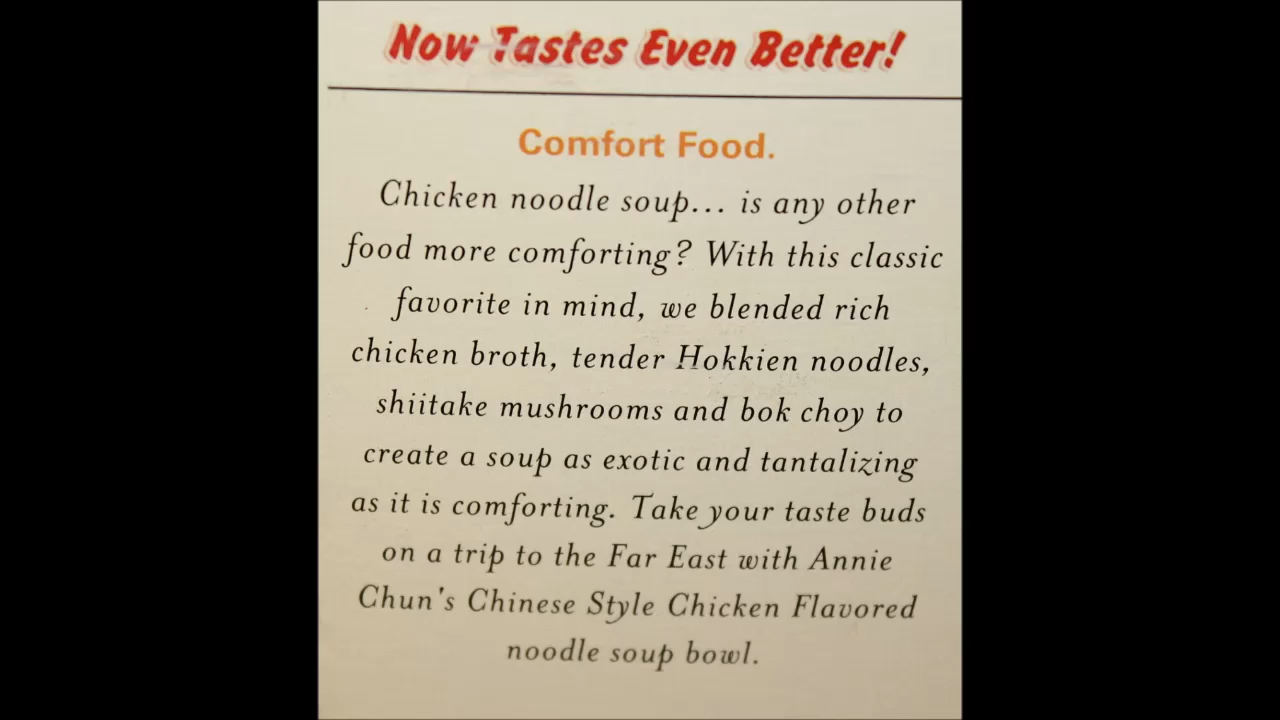 Now Tastes Even Better!
Comfort Food.
Chicken noodle soup... is any other
food more comforting? With this classic
favorite in mind, we blended rich
chicken broth, tender Hokkien noodles,
shiitake mushrooms and bok choy to
create a soup as exotic and tantalizing
as it is comforting. Take your taste buds
on a trip to the Far East with Annie
Chun's Chinese Style Chicken Flavored
noodle soup bowl.